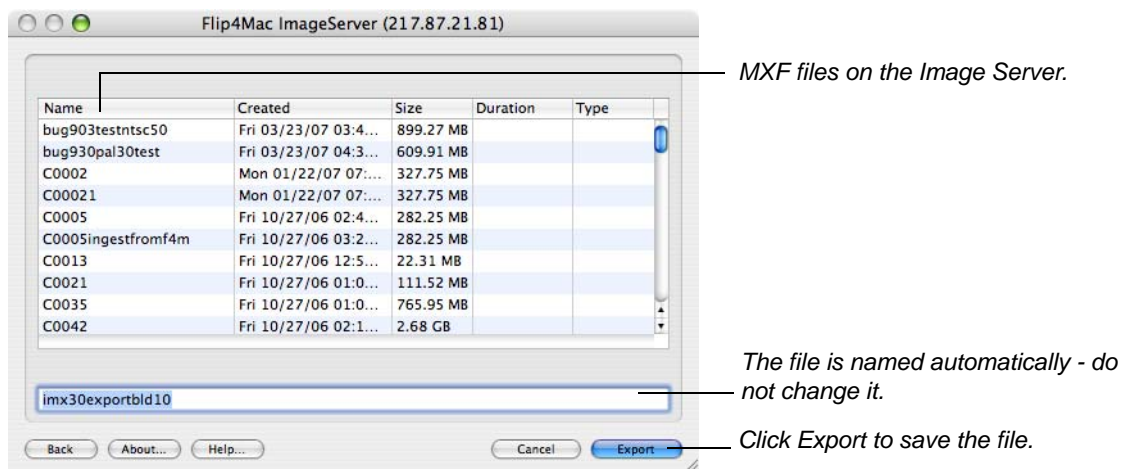 Flip4Mac ImageServer (217.87.21.81)
MXF files on the Image Server.
Name Created Size Duration Type
bug903testntsc50 Fri 03/23/07 03:4... 899.27 MB
bug930pal30test Fri 03/23/07 04:3... 609.91 MB
C0002 Mon 01/22/07 07:... 327.75 MB
C00021 Mon 01/22/07 07:... 327.75 MB
C0005 Fri 10/27/06 02:4... 282.25 MB
C0005ingestfromf4m Fri 10/27/06 03:2... 282.25 MB
C0013 Fri 10/27/06 12:5... 22.31 MB
C0021 Fri 10/27/06 01:0... 111.52 MB
C0035 Fri 10/27/06 01:0... 765.95 MB
C0042 Fri 10/27/06 02:1... 2.68 GB
The file is named automatically - do
not change it.
imx30exportbld10
Click Export to save the file.
Back About... Help... Cancel Export